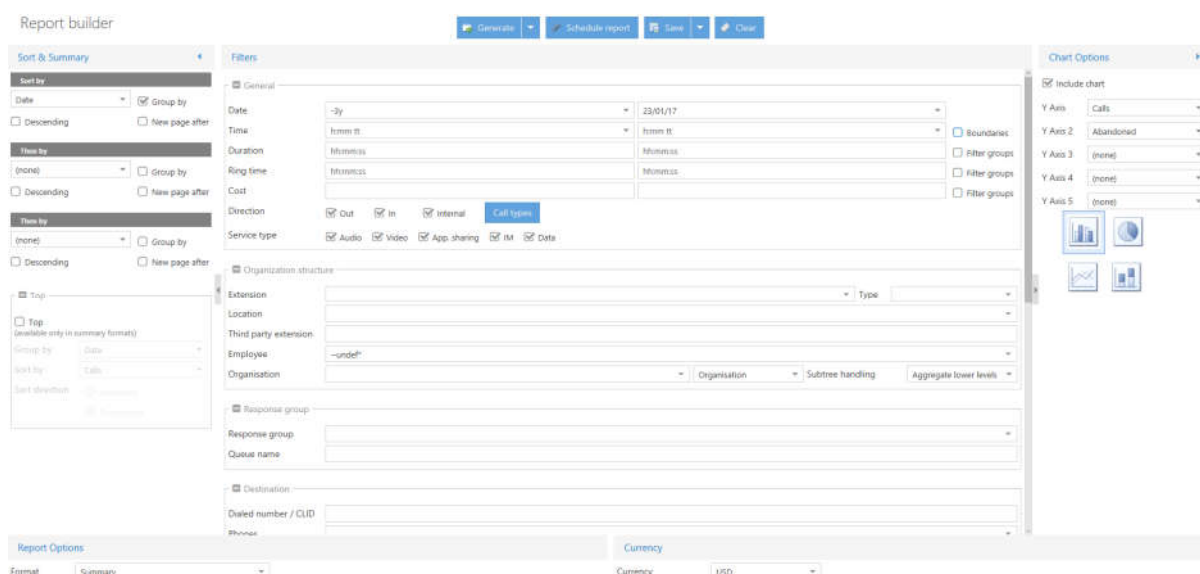 Report builder
Generate Schedule report Save Clear
Sort & Summary
Sort by
Date Group by
Descending New page after
Then by
(none) Group by
Descending New page after
Then by
(none) Group by
Descending New page after
Top
Top
(available only in summary formats)
Group by Date
Sort by Calls
Sort direction
Filters
General
Date -3y 23/01/17
Time h:mm tt h:mm tt Boundaries
Duration hh:mm:ss hh:mm:ss Filter groups
Ring time hh:mm:ss hh:mm:ss Filter groups
Cost Filter groups
Direction Out In Internal Call types
Service type Audio Video App. sharing IM Data
Organization structure
Extension Type
Location
Third party extension
Employee --undef*
Organisation Organisation Subtree handling Aggregate lower levels
Response group
Response group
Queue name
Destination
Dialed number / CLID
Phones
Chart Options
Include chart
Y Axis Calls
Y Axis 2 Abandoned
Y Axis 3 (none)
Y Axis 4 (none)
Y Axis 5 (none)
Report Options
Format Summary
Currency
Currency USD